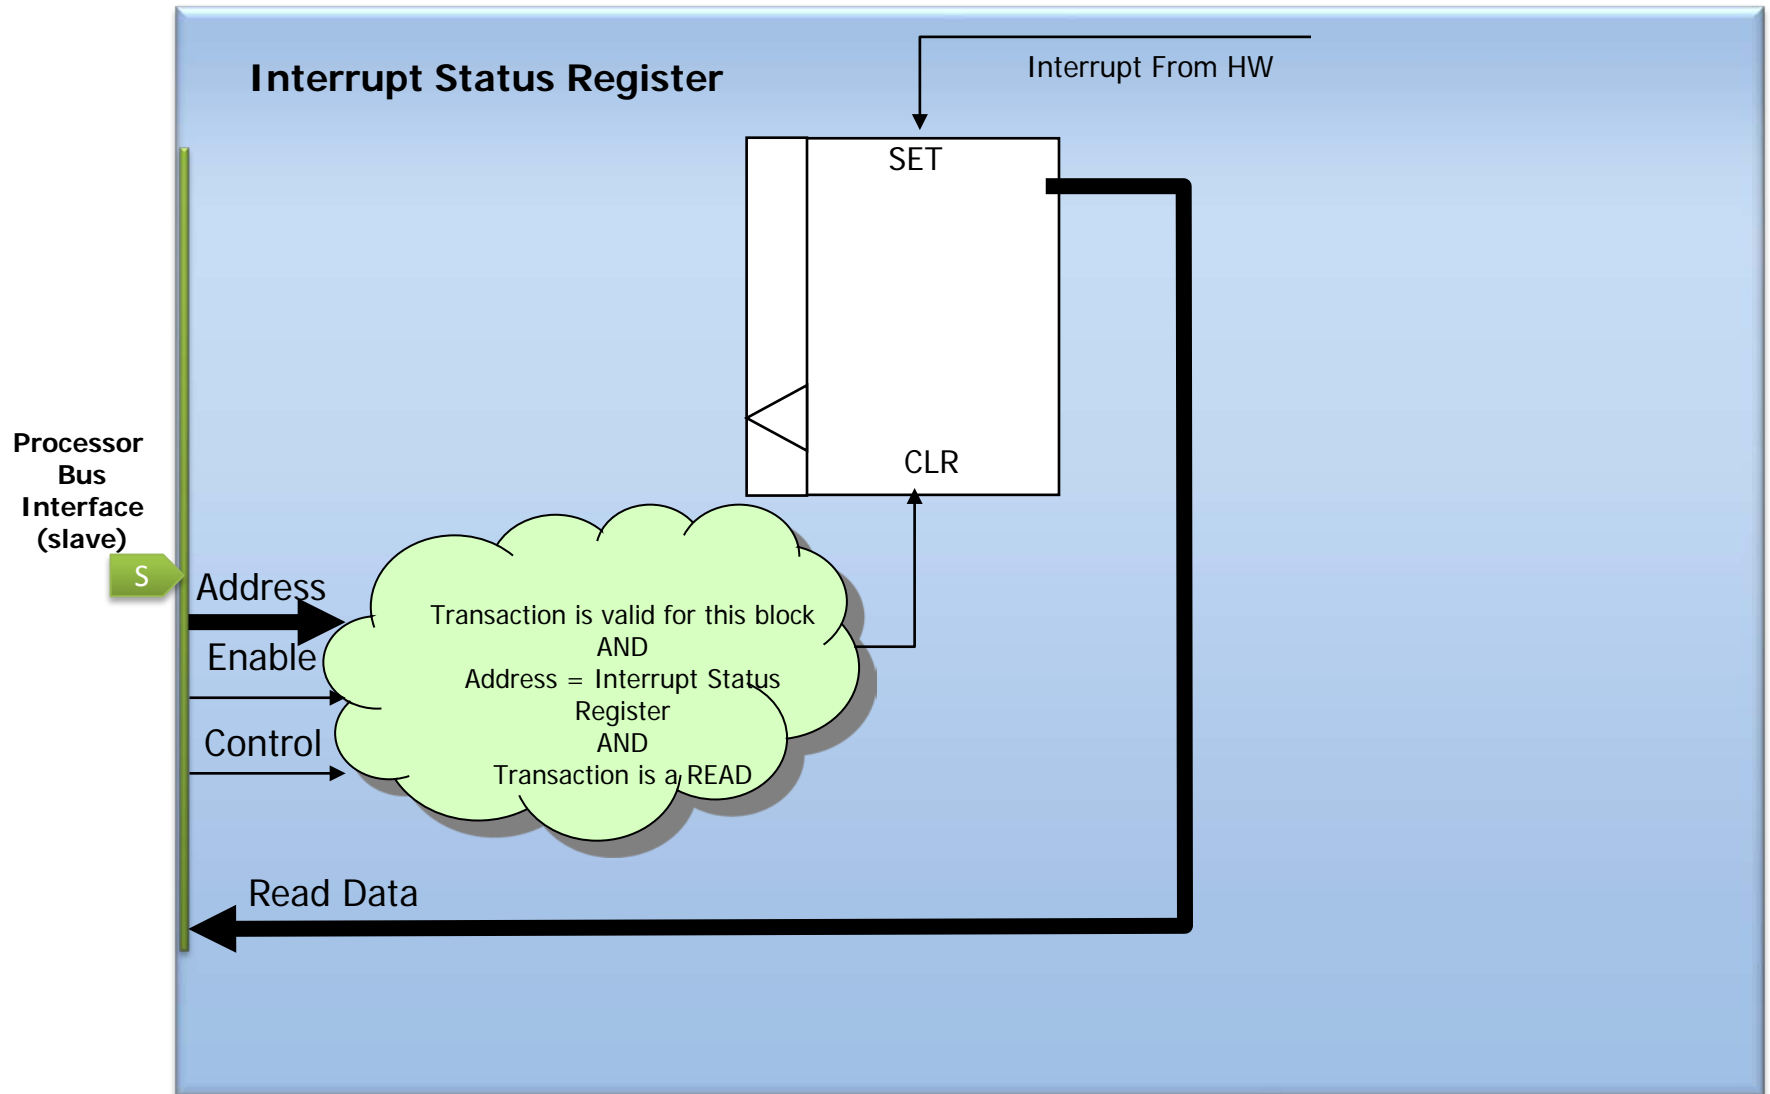 Interrupt Status Register
Interrupt From HW
SET
CLR
Processor
Bus
Interface
(slave)
S
Address
Enable
Control
Transaction is valid for this block
AND
Address = Interrupt Status
Register
AND
Transaction is a READ
Read Data